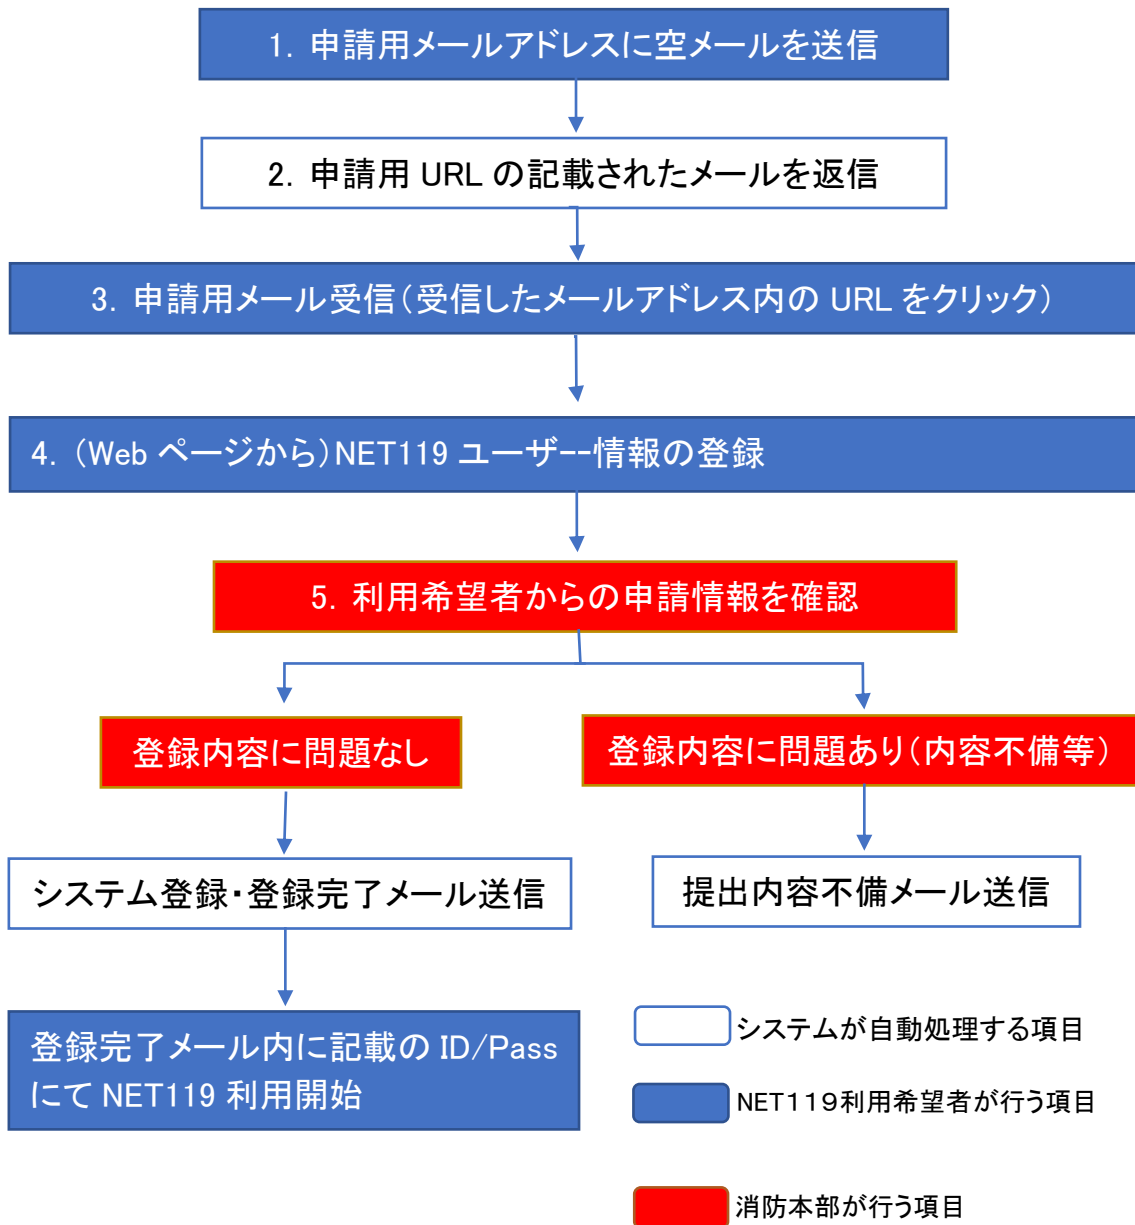 1. 申請用メールアドレスに空メールを送信
2. 申請用 URL の記載されたメールを返信
3. 申請用メール受信(受信したメールアドレス内の URL をクリック)
4. (Web ページから)NET119 ユーザー−情報の登録
5. 利用希望者からの申請情報を確認
登録内容に問題なし
登録内容に問題あり(内容不備等)
システム登録・登録完了メール送信
提出内容不備メール送信
登録完了メール内に記載の ID/Pass
にて NET119 利用開始
システムが自動処理する項目
NET119利用希望者が行う項目
消防本部が行う項目